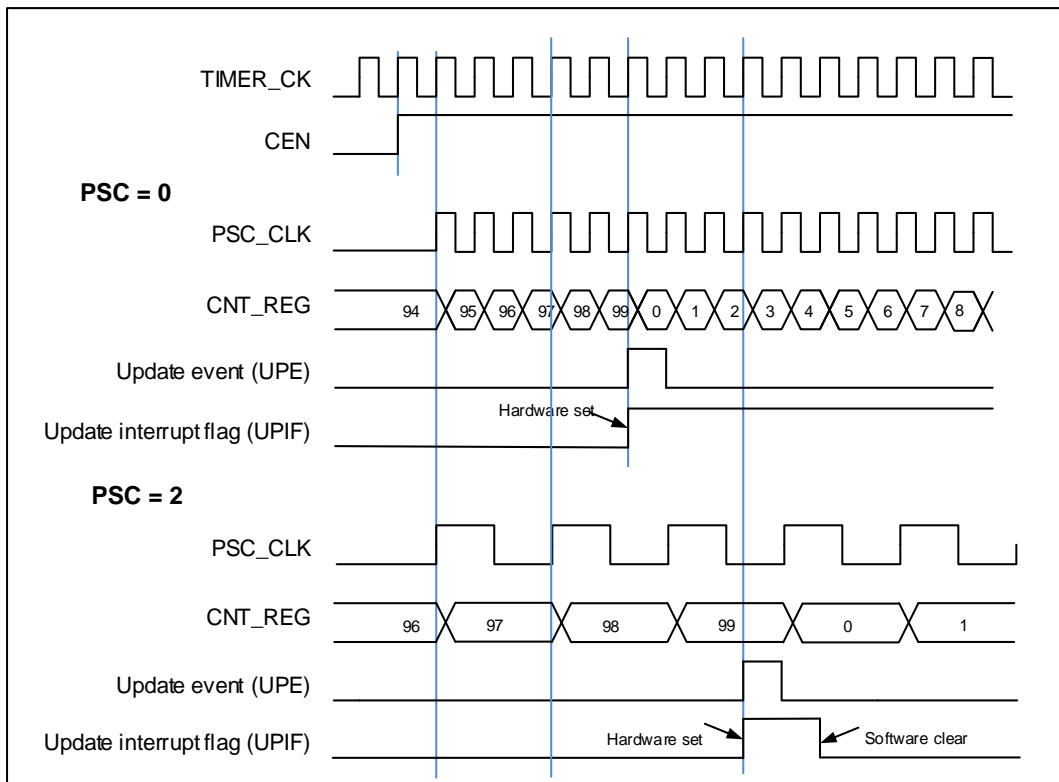 TIMER_CK
CEN
PSC = 0
PSC_CLK
CNT_REG 94 95 96 97 98 99 0 1 2 3 4 5 6 7 8
Update event (UPE)
Hardware set
Update interrupt flag (UPIF)
PSC = 2
PSC_CLK
CNT_REG 96 97 98 99 0 1
Update event (UPE)
Update interrupt flag (UPIF) Hardware set Software clear